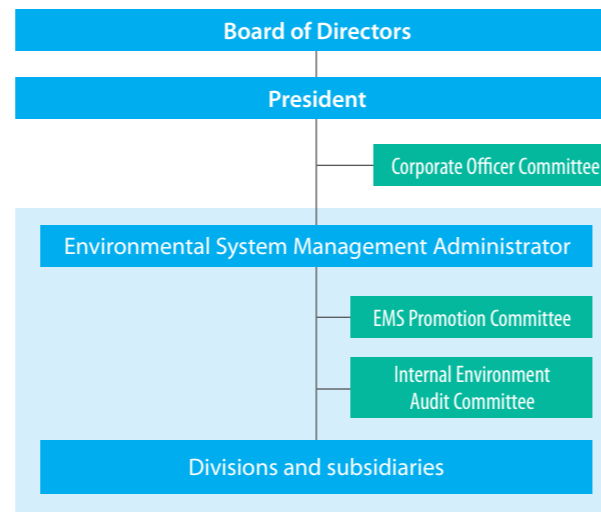 Board of Directors
President
Corporate Officer Committee
Environmental System Management Administrator
EMS Promotion Committee
Internal Environment
Audit Committee
Divisions and subsidiaries